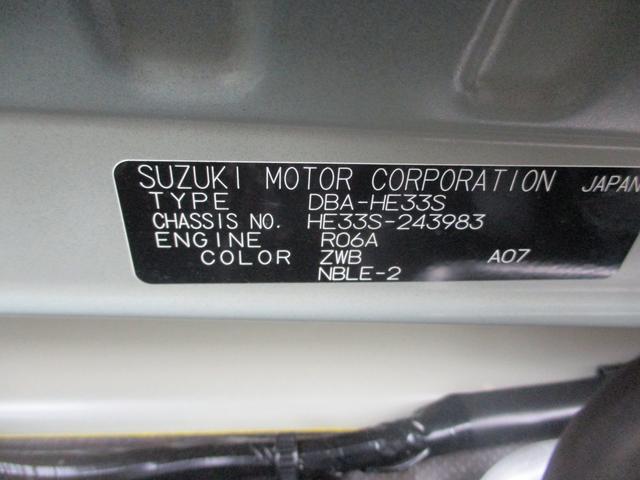 SUZUKI MOTOR CORPORATION JAPAN
TYPE DBA-HE33S
CHASSIS NO. HE33S-243983
ENGINE R06A
COLOR ZWB A07
NBLE-2